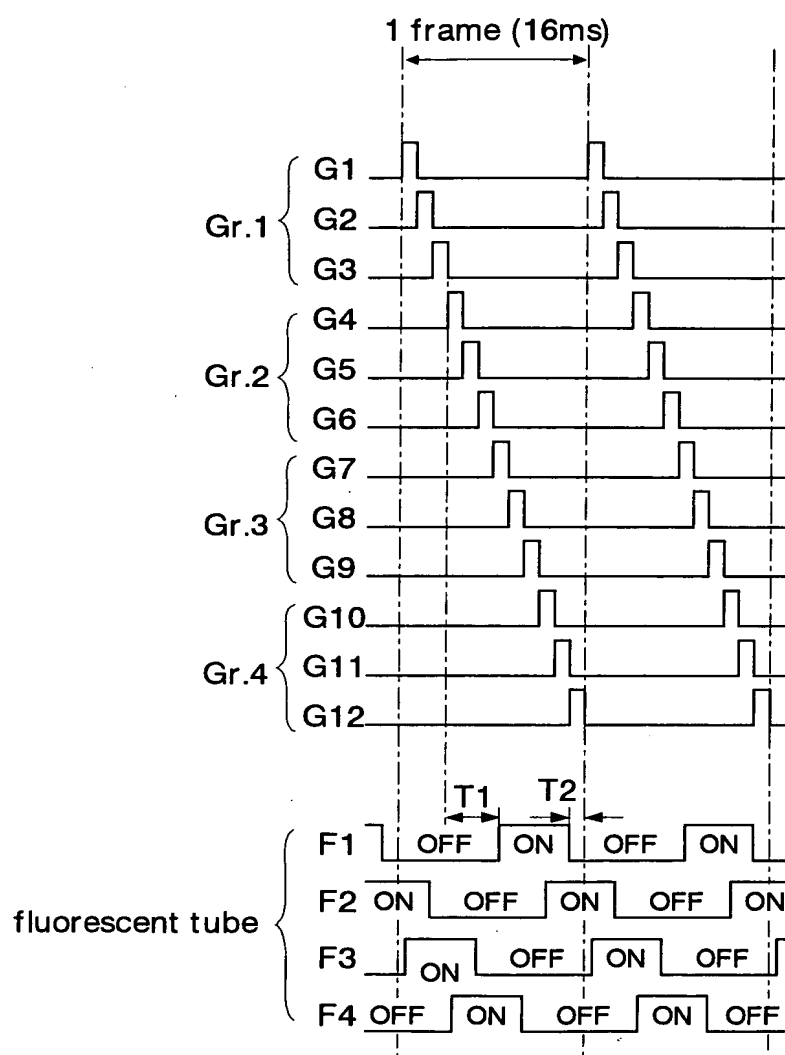 1 frame (16ms)
G1
Gr.1 G2
G3
G4
Gr.2 G5
G6
G7
Gr.3 G8
G9
G10
Gr.4 G11
G12
T1 T2
F1 OFF ON OFF ON
F2 ON OFF ON OFF ON
fluorescent tube
F3 ON OFF ON OFF
F4 OFF ON OFF ON OFF